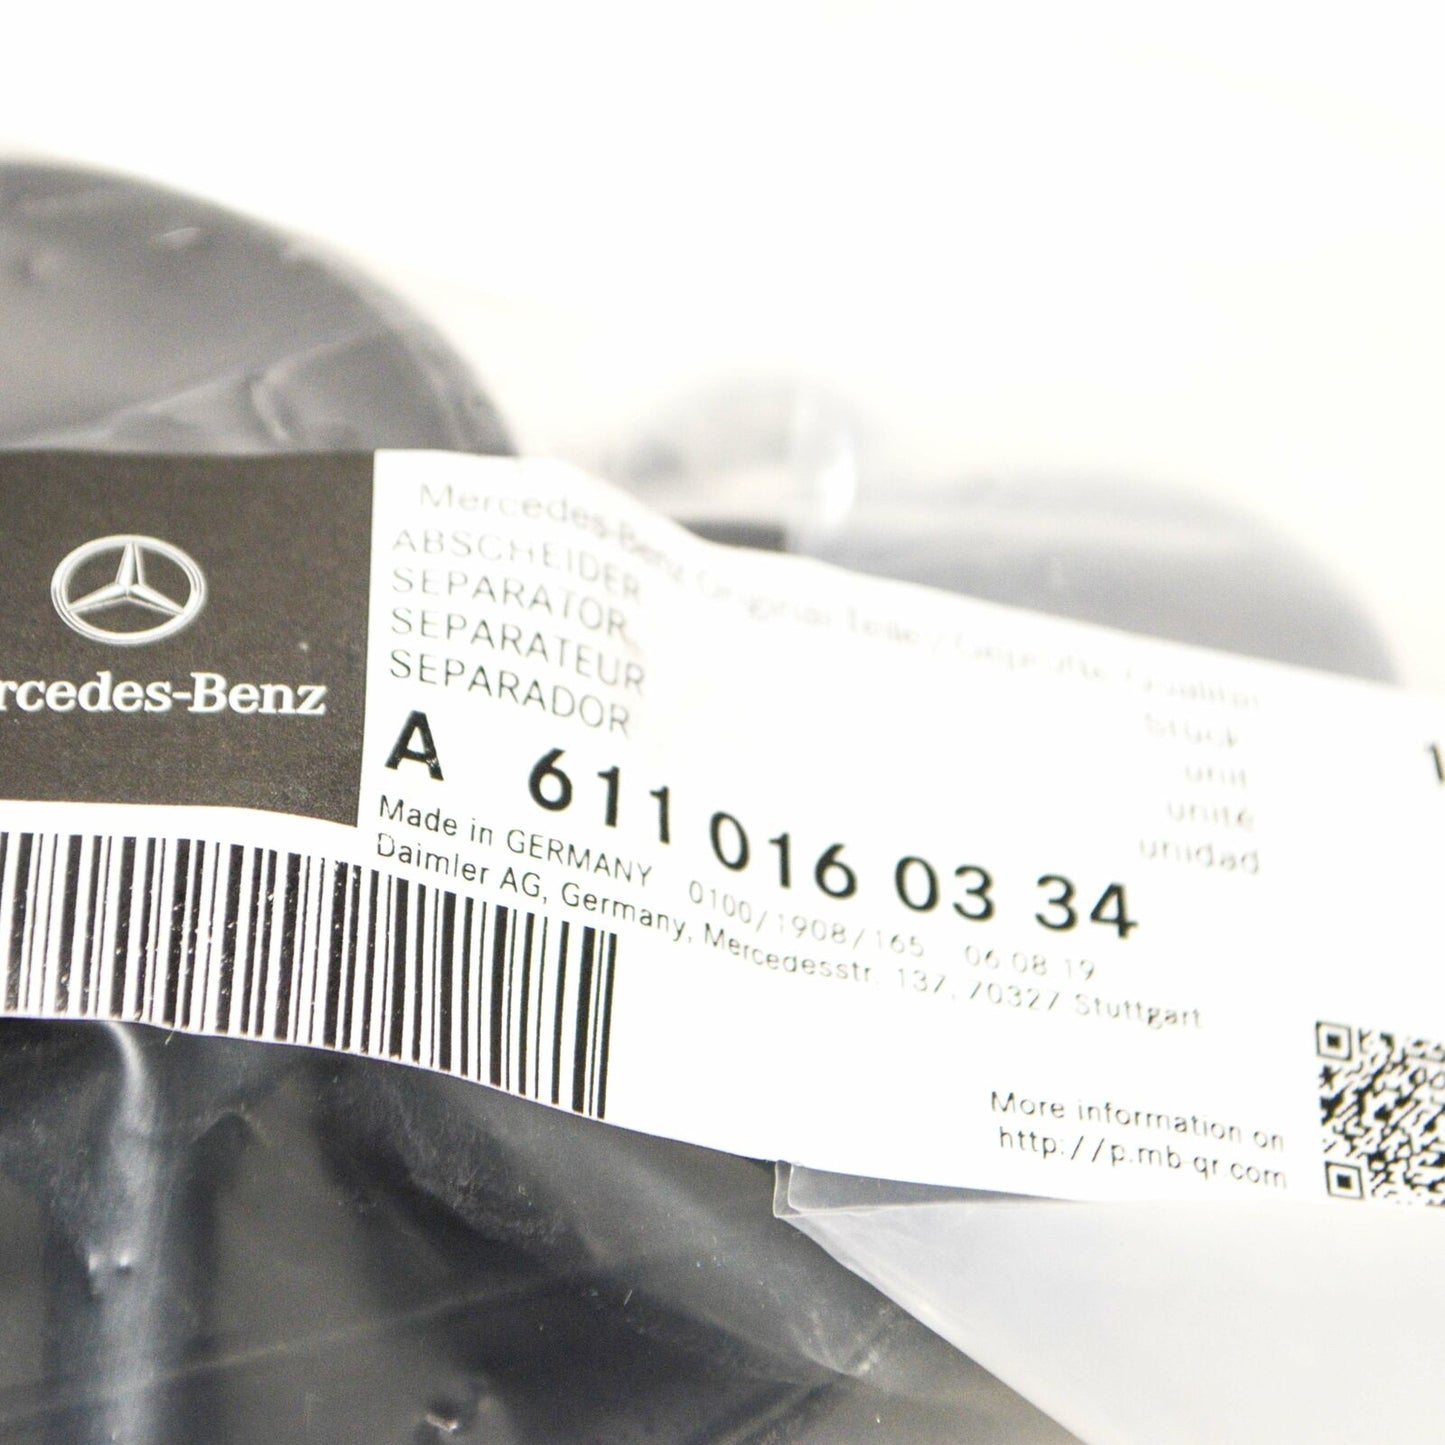 rcedes-Benz
Mercedes-Benz Original Teile / Geprüfte Qualität
ABSCHEIDER
SEPARATOR
SEPARATEUR
SEPARADOR
Stück
unit
unité
unidad
A 611 016 03 34
Made in GERMANY 0100/1908/165 06.08.19
Daimler AG, Germany, Mercedesstr. 137, 70327 Stuttgart
More information on
http://p.mb-qr.com